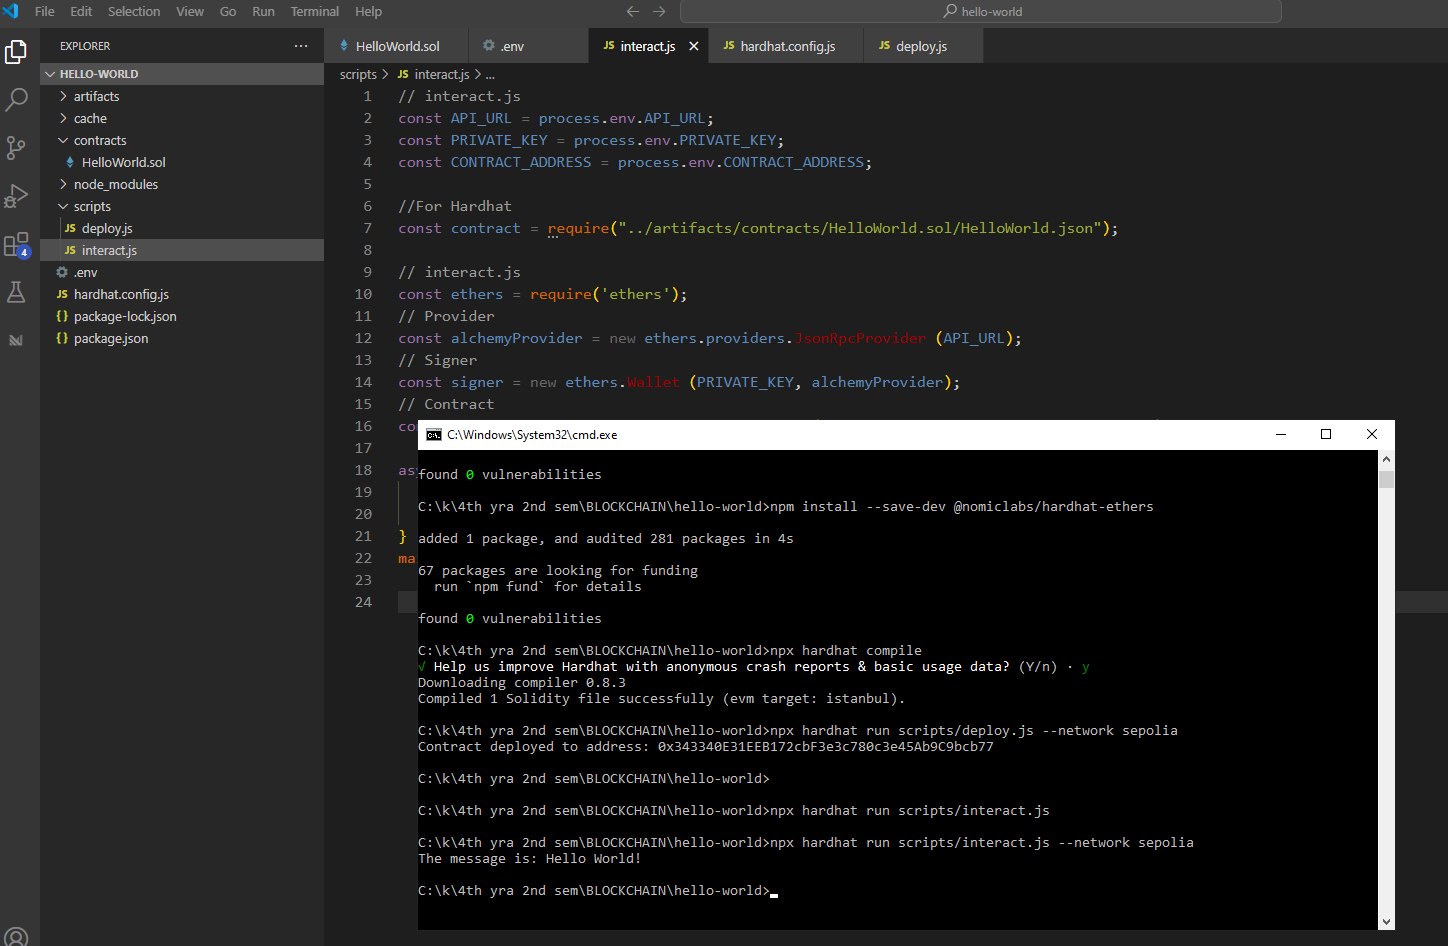 File Edit Selection View Go Run Terminal Help
hello-world
EXPLORER
HELLO-WORLD
artifacts
cache
contracts
HelloWorld.sol
node_modules
scripts
JS deploy.js
JS interact.js
.env
JS hardhat.config.js
{} package-lock.json
{} package.json
4
HelloWorld.sol .env JS interact.js JS hardhat.config.js JS deploy.js
scripts > JS interact.js > ...
1 // interact.js
2 const API_URL = process.env.API_URL;
3 const PRIVATE_KEY = process.env.PRIVATE_KEY;
4 const CONTRACT_ADDRESS = process.env.CONTRACT_ADDRESS;
5
6 //For Hardhat
7 const contract = require("../artifacts/contracts/HelloWorld.sol/HelloWorld.json");
8
9 // interact.js
10 const ethers = require('ethers');
11 // Provider
12 const alchemyProvider = new ethers.providers.JsonRpcProvider (API_URL);
13 // Signer
14 const signer = new ethers.Wallet (PRIVATE_KEY, alchemyProvider);
15 // Contract
16 co
17
18 as
19
20
21 }
22 ma
23
24
C:\Windows\System32\cmd.exe
found 0 vulnerabilities
C:\k\4th yra 2nd sem\BLOCKCHAIN\hello-world>npm install --save-dev @nomiclabs/hardhat-ethers
added 1 package, and audited 281 packages in 4s
67 packages are looking for funding
run `npm fund` for details
found 0 vulnerabilities
C:\k\4th yra 2nd sem\BLOCKCHAIN\hello-world>npx hardhat compile
√ Help us improve Hardhat with anonymous crash reports & basic usage data? (Y/n) · y
Downloading compiler 0.8.3
Compiled 1 Solidity file successfully (evm target: istanbul).
C:\k\4th yra 2nd sem\BLOCKCHAIN\hello-world>npx hardhat run scripts/deploy.js --network sepolia
Contract deployed to address: 0x343340E31EEB172cbF3e3c780c3e45Ab9C9bcb77
C:\k\4th yra 2nd sem\BLOCKCHAIN\hello-world>
C:\k\4th yra 2nd sem\BLOCKCHAIN\hello-world>npx hardhat run scripts/interact.js
C:\k\4th yra 2nd sem\BLOCKCHAIN\hello-world>npx hardhat run scripts/interact.js --network sepolia
The message is: Hello World!
C:\k\4th yra 2nd sem\BLOCKCHAIN\hello-world>